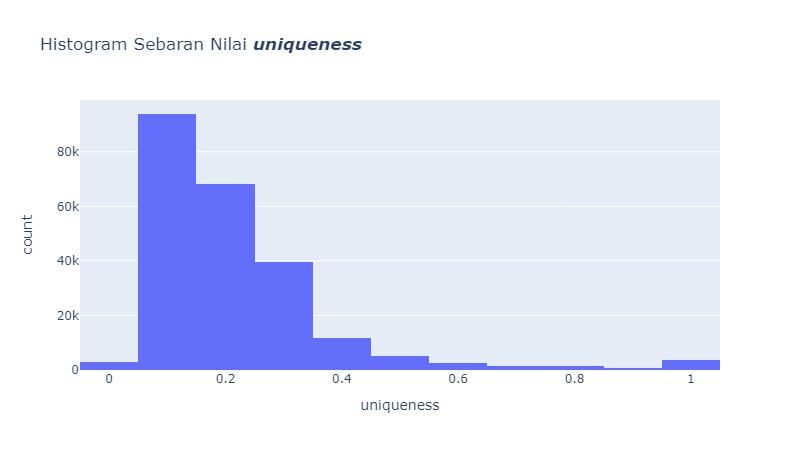 Histogram Sebaran Nilai uniqueness
80k
60k
40k
20k
0
count
0 0.2 0.4 0.6 0.8 1
uniqueness